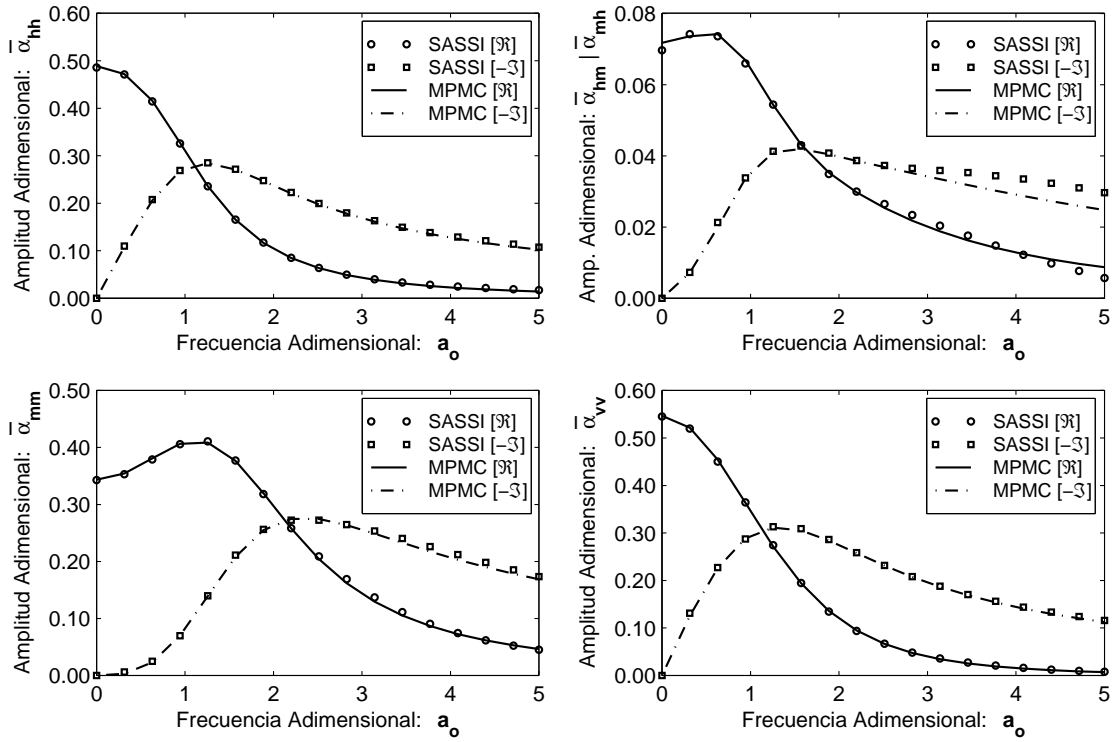 Amplitud Adimensional: α̅hh
0.60
0.50
0.40
0.30
0.20
0.10
0.00
SASSI [ℜ]
SASSI [−ℑ]
MPMC [ℜ]
MPMC [−ℑ]
0 1 2 3 4 5
Frecuencia Adimensional: ao
Amp. Adimensional: α̅hm | α̅mh
0.08
0.06
0.04
0.02
0.00
SASSI [ℜ]
SASSI [−ℑ]
MPMC [ℜ]
MPMC [−ℑ]
0 1 2 3 4 5
Frecuencia Adimensional: ao
Amplitud Adimensional: α̅mm
0.50
0.40
0.30
0.20
0.10
0.00
SASSI [ℜ]
SASSI [−ℑ]
MPMC [ℜ]
MPMC [−ℑ]
0 1 2 3 4 5
Frecuencia Adimensional: ao
Amplitud Adimensional: α̅vv
0.60
0.50
0.40
0.30
0.20
0.10
0.00
SASSI [ℜ]
SASSI [−ℑ]
MPMC [ℜ]
MPMC [−ℑ]
0 1 2 3 4 5
Frecuencia Adimensional: ao